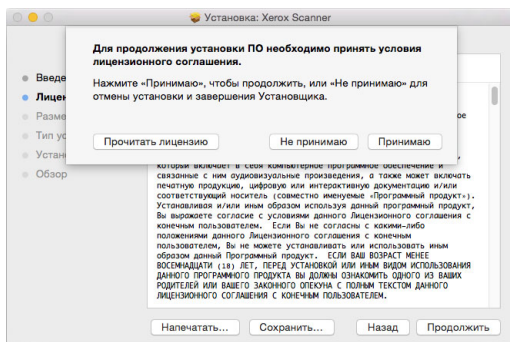 Установка: Xerox Scanner
Для продолжения установки ПО необходимо принять условия
лицензионного соглашения.
Нажмите «Принимаю», чтобы продолжить, или «Не принимаю» для
отмены установки и завершения Установщика.
Прочитать лицензию Не принимаю Принимаю
Введе
Лицен
Разме
Тип ус
Устан
Обзор
который включает в себя компьютерное программное обеспечение и
связанные с ним аудиовизуальные произведения, а также может включать
печатную продукцию, цифровую или интерактивную документацию и/или
соответствующий носитель (совместно именуемые «Программный продукт»).
Устанавливая и/или иным образом используя данный программный продукт,
Вы выражаете согласие с условиями данного Лицензионного соглашения с
конечным пользователем. Если Вы не согласны с какими-либо
положениями данного Лицензионного соглашения с конечным
пользователем, Вы не можете устанавливать или использовать иным
образом данный Программный продукт. ЕСЛИ ВАШ ВОЗРАСТ МЕНЕЕ
ВОСЕМНАДЦАТИ (18) ЛЕТ, ПЕРЕД УСТАНОВКОЙ ИЛИ ИНЫМ ВИДОМ ИСПОЛЬЗОВАНИЯ
ДАННОГО ПРОГРАММНОГО ПРОДУКТА ВЫ ДОЛЖНЫ ОЗНАКОМИТЬ ОДНОГО ИЗ ВАШИХ
РОДИТЕЛЕЙ ИЛИ ВАШЕГО ЗАКОННОГО ОПЕКУНА С ПОЛНЫМ ТЕКСТОМ ДАННОГО
ЛИЦЕНЗИОННОГО СОГЛАШЕНИЯ С КОНЕЧНЫМ ПОЛЬЗОВАТЕЛЕМ.
Напечатать... Сохранить... Назад Продолжить